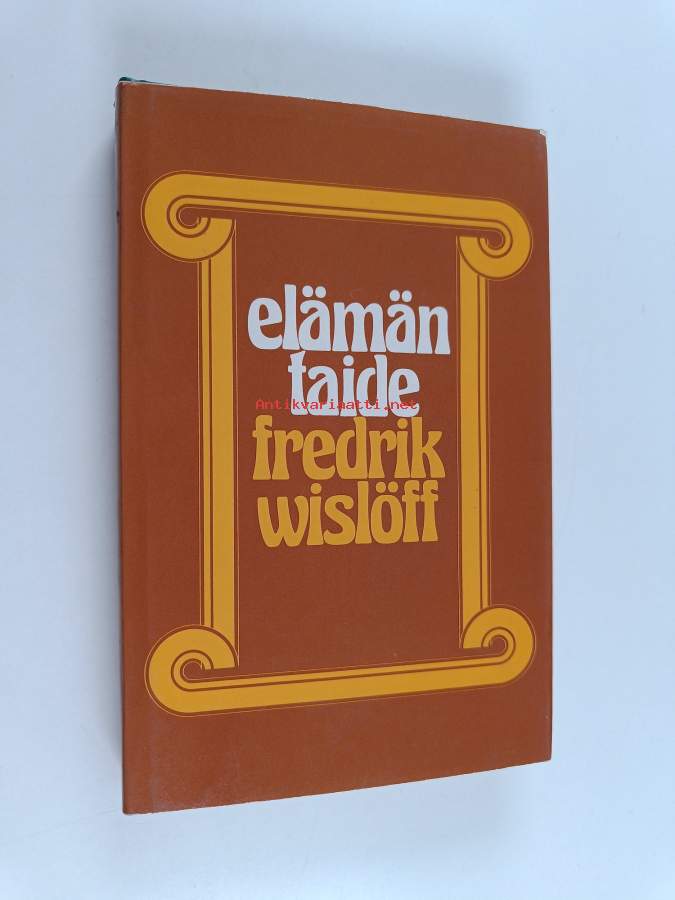 elämän
taide
Antikvariaatti.net
fredrik
wislöff